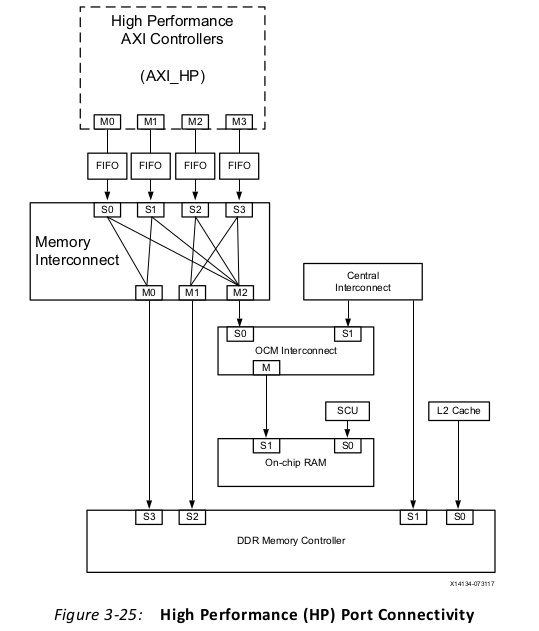 High Performance
AXI Controllers
(AXI_HP)
M0 M1 M2 M3
FIFO FIFO FIFO FIFO
S0 S1 S2 S3
Memory
Interconnect
M0 M1 M2
Central
Interconnect
S0 S1
OCM Interconnect
M
SCU
L2 Cache
S1 S0
On-chip RAM
S3 S2 S1 S0
DDR Memory Controller
X14134-073117
Figure 3-25: High Performance (HP) Port Connectivity